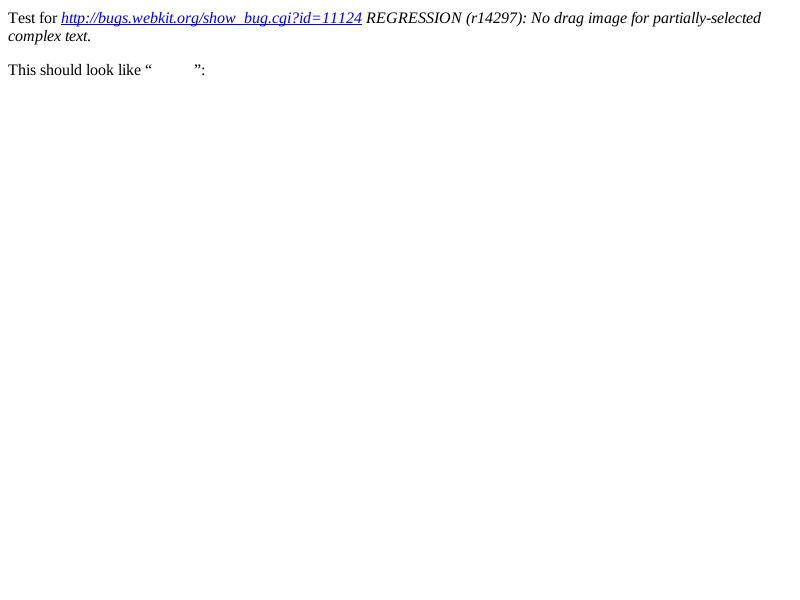 Test for http://bugs.webkit.org/show_bug.cgi?id=11124 REGRESSION (r14297): No drag image for partially-selected
complex text.
This should look like “ ”: